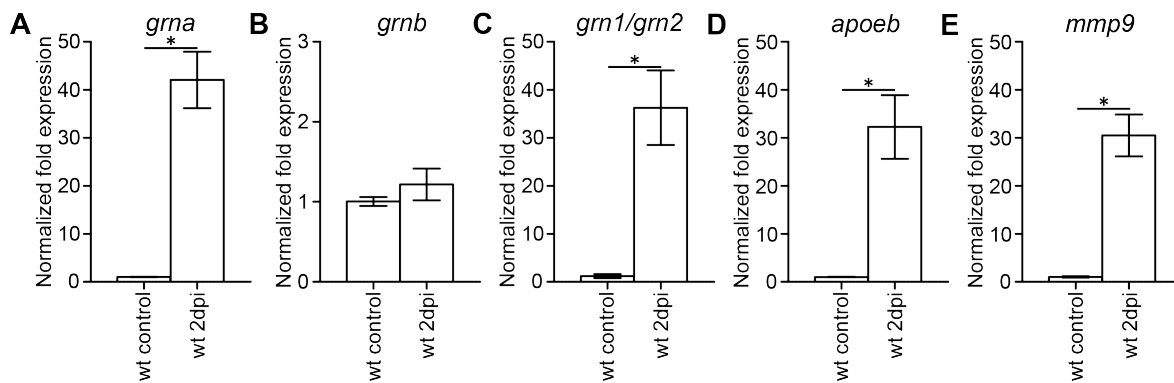 A
grna
Normalized fold expression
50
40
30
20
10
0
*
wt control
wt 2dpi
B
grnb
Normalized fold expression
3
2
1
0
wt control
wt 2dpi
C
grn1/grn2
Normalized fold expression
50
40
30
20
10
0
*
wt control
wt 2dpi
D
apoeb
Normalized fold expression
50
40
30
20
10
0
*
wt control
wt 2dpi
E
mmp9
Normalized fold expression
50
40
30
20
10
0
*
wt control
wt 2dpi